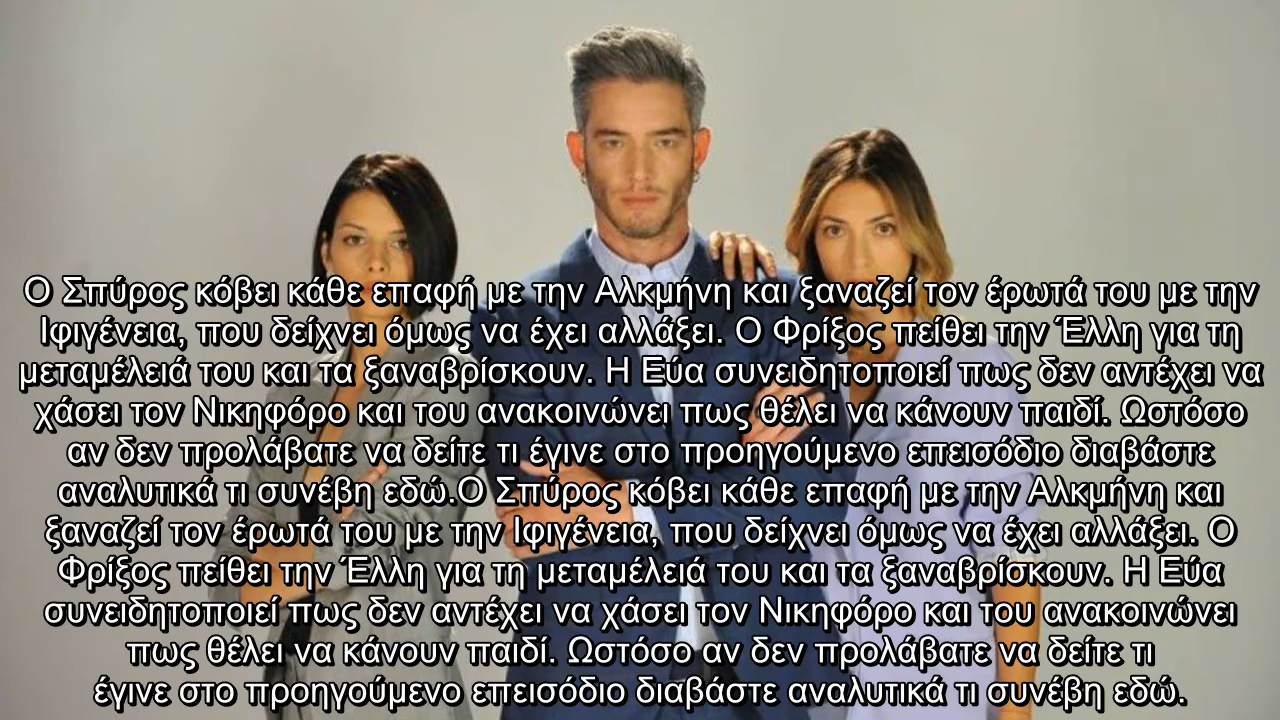 Ο Σπύρος κόβει κάθε επαφή με την Αλκμήνη και ξαναζεί τον έρωτά του με την
Ιφιγένεια, που δείχνει όμως να έχει αλλάξει. Ο Φρίξος πείθει την Έλλη για τη
μεταμέλειά του και τα ξαναβρίσκουν. Η Εύα συνειδητοποιεί πως δεν αντέχει να
χάσει τον Νικηφόρο και του ανακοινώνει πως θέλει να κάνουν παιδί. Ωστόσο
αν δεν προλάβατε να δείτε τι έγινε στο προηγούμενο επεισόδιο διαβάστε
αναλυτικά τι συνέβη εδώ.Ο Σπύρος κόβει κάθε επαφή με την Αλκμήνη και
ξαναζεί τον έρωτά του με την Ιφιγένεια, που δείχνει όμως να έχει αλλάξει. Ο
Φρίξος πείθει την Έλλη για τη μεταμέλειά του και τα ξαναβρίσκουν. Η Εύα
συνειδητοποιεί πως δεν αντέχει να χάσει τον Νικηφόρο και του ανακοινώνει
πως θέλει να κάνουν παιδί. Ωστόσο αν δεν προλάβατε να δείτε τι
έγινε στο προηγούμενο επεισόδιο διαβάστε αναλυτικά τι συνέβη εδώ.